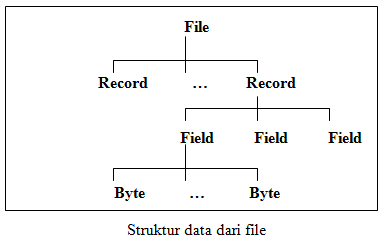 File
Record ... Record
Field Field Field
Byte ... Byte
Struktur data dari file